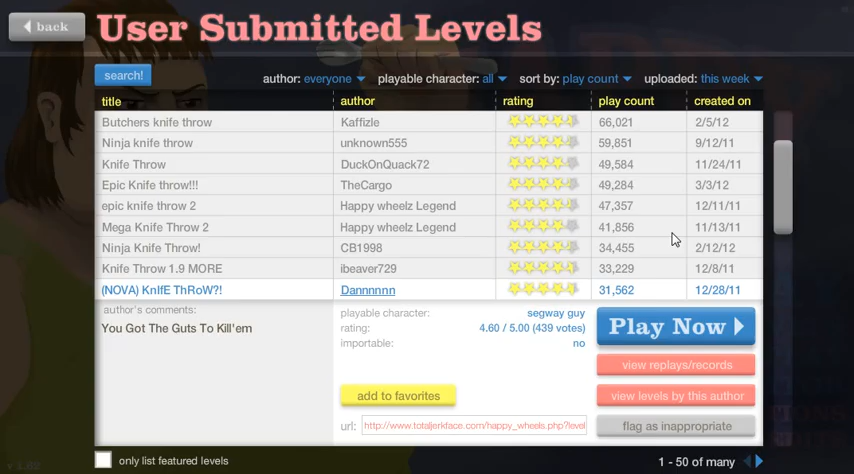 back
User Submitted Levels
search!
author: everyone playable character: all sort by: play count uploaded: this week
title author rating play count created on
Butchers knife throw Kaffizle 66,021 2/5/12
Ninja knife throw unknown555 59,851 9/12/11
Knife Throw DuckOnQuack72 49,584 11/24/11
Epic Knife throw!!! TheCargo 49,284 3/3/12
epic knife throw 2 Happy wheelz Legend 47,357 12/11/11
Mega Knife Throw 2 Happy wheelz Legend 41,856 11/13/11
Ninja Knife Throw! CB1998 34,455 2/12/12
Knife Throw 1.9 MORE ibeaver729 33,229 12/8/11
(NOVA) KnIfE ThRoW?! Dannnnnn 31,562 12/28/11
author's comments:
You Got The Guts To Kill'em
playable character: segway guy
rating: 4.60 / 5.00 (439 votes)
importable: no
Play Now
view replays/records
add to favorites
view levels by this author
url: http://www.totaljerkface.com/happy_wheels.php?level
flag as inappropriate
only list featured levels
1 - 50 of many